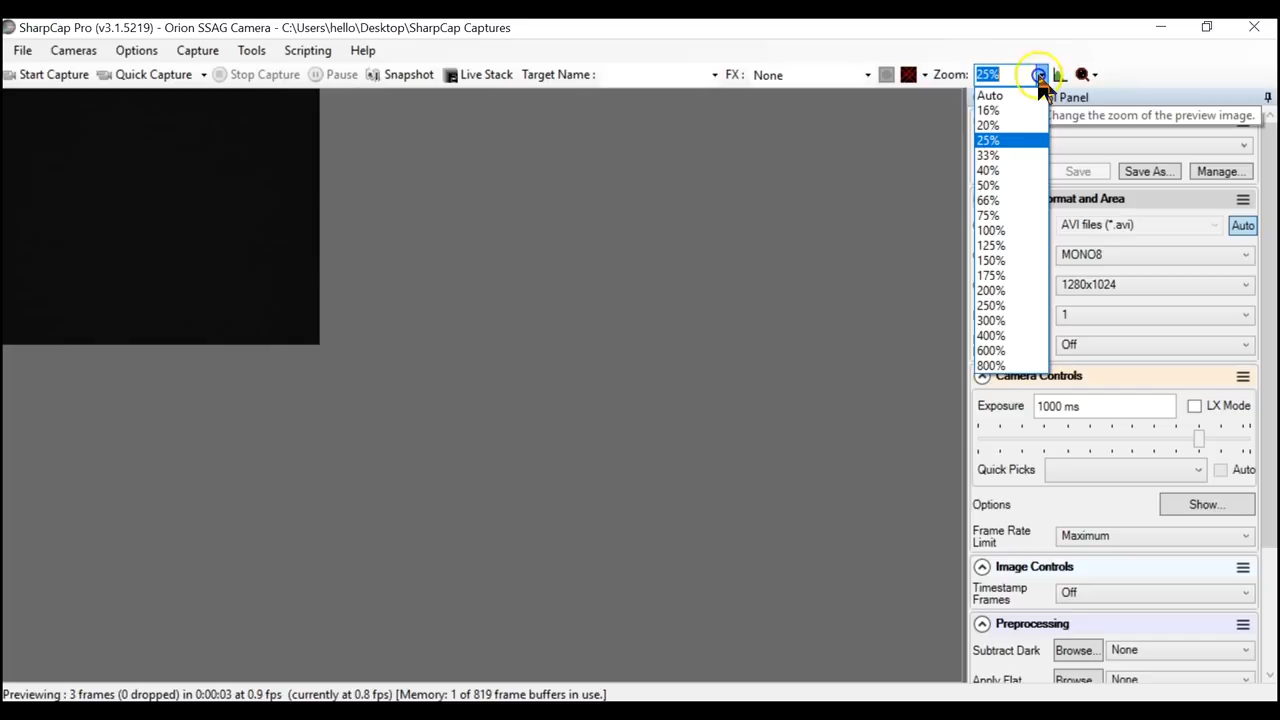 SharpCap Pro (v3.1.5219) - Orion SSAG Camera - C:\Users\hello\Desktop\SharpCap Captures
File Cameras Options Capture Tools Scripting Help
Start Capture Quick Capture Stop Capture Pause Snapshot Live Stack Target Name : FX : None Zoom: 25%
Auto
16%
20%
25%
33%
40%
50%
66%
75%
100%
125%
150%
175%
200%
250%
300%
400%
600%
800%
Panel
hange the zoom of the preview image.
Save Save As... Manage...
ormat and Area
AVI files (*.avi) Auto
MONO8
1280x1024
1
Off
Camera Controls
Exposure 1000 ms LX Mode
Quick Picks Auto
Options Show...
Frame Rate
Limit
Maximum
Image Controls
Timestamp
Frames
Off
Preprocessing
Subtract Dark Browse... None
Apply Flat Browse... None
Previewing : 3 frames (0 dropped) in 0:00:03 at 0.9 fps (currently at 0.8 fps) [Memory: 1 of 819 frame buffers in use.]